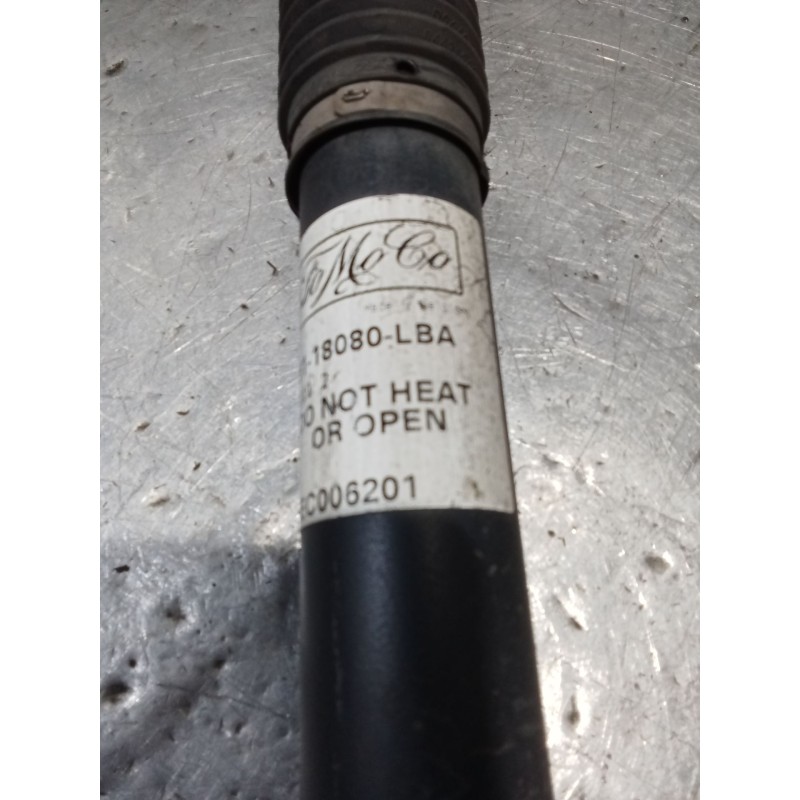 MoCo
-18080-LBA
NOT HEAT
OR OPEN
C006201